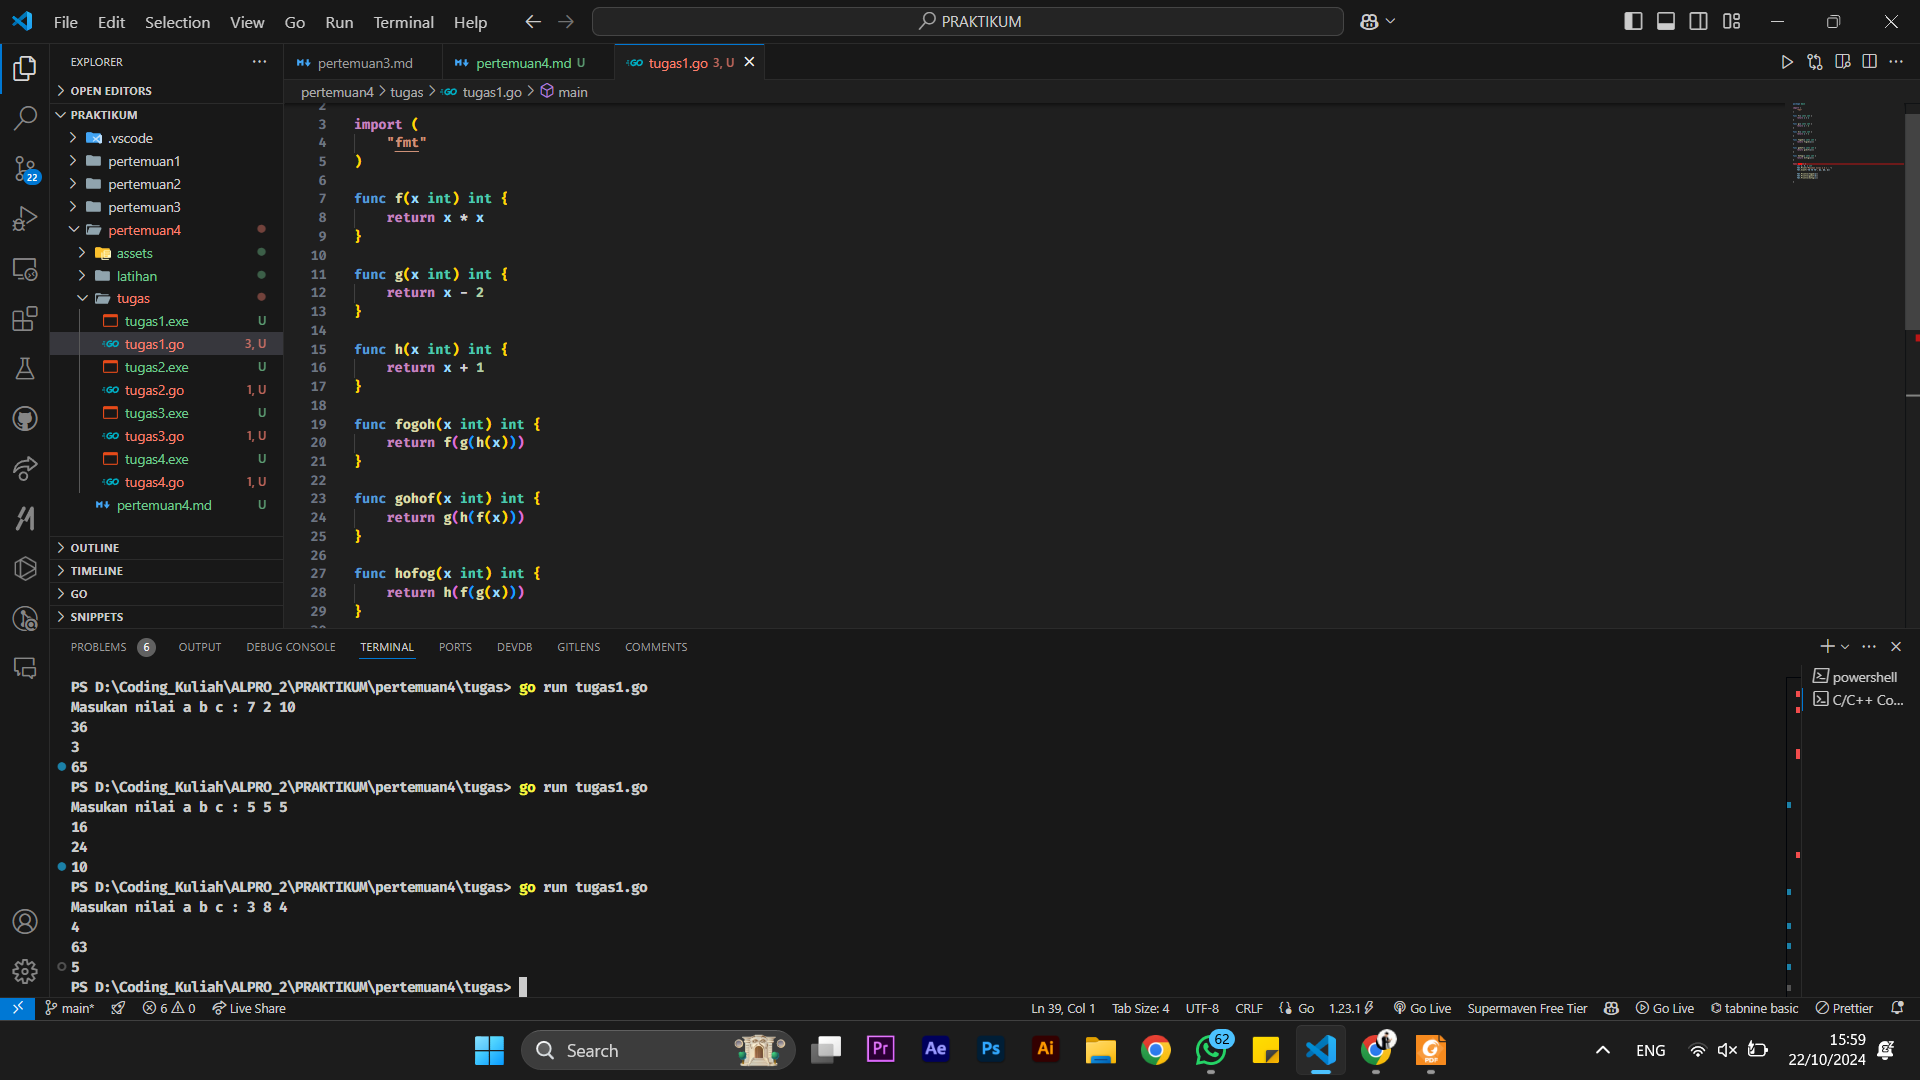 File Edit Selection View Go Run Terminal Help
PRAKTIKUM
EXPLORER
OPEN EDITORS
PRAKTIKUM
.vscode
pertemuan1
pertemuan2
pertemuan3
pertemuan4
assets
latihan
tugas
tugas1.exe U
tugas1.go 3, U
tugas2.exe U
tugas2.go 1, U
tugas3.exe U
tugas3.go 1, U
tugas4.exe U
tugas4.go 1, U
pertemuan4.md U
OUTLINE
TIMELINE
GO
SNIPPETS
22
pertemuan3.md pertemuan4.md U tugas1.go 3, U
pertemuan4 > tugas > tugas1.go > main
2
3 import (
4 "fmt"
5 )
6
7 func f(x int) int {
8 return x * x
9 }
10
11 func g(x int) int {
12 return x - 2
13 }
14
15 func h(x int) int {
16 return x + 1
17 }
18
19 func fogoh(x int) int {
20 return f(g(h(x)))
21 }
22
23 func gohof(x int) int {
24 return g(h(f(x)))
25 }
26
27 func hofog(x int) int {
28 return h(f(g(x)))
29 }
PROBLEMS 6 OUTPUT DEBUG CONSOLE TERMINAL PORTS DEVDB GITLENS COMMENTS
PS D:\Coding_Kuliah\ALPRO_2\PRAKTIKUM\pertemuan4\tugas> go run tugas1.go
Masukan nilai a b c : 7 2 10
36
3
65
PS D:\Coding_Kuliah\ALPRO_2\PRAKTIKUM\pertemuan4\tugas> go run tugas1.go
Masukan nilai a b c : 5 5 5
16
24
10
PS D:\Coding_Kuliah\ALPRO_2\PRAKTIKUM\pertemuan4\tugas> go run tugas1.go
Masukan nilai a b c : 3 8 4
4
63
5
PS D:\Coding_Kuliah\ALPRO_2\PRAKTIKUM\pertemuan4\tugas>
powershell
C/C++ Co...
main* 6 0 Live Share
Ln 39, Col 1 Tab Size: 4 UTF-8 CRLF Go 1.23.1 Go Live Supermaven Free Tier Go Live tabnine basic Prettier
Search
Pr Ae Ps Ai 62 PDF
ENG
15:59
22/10/2024